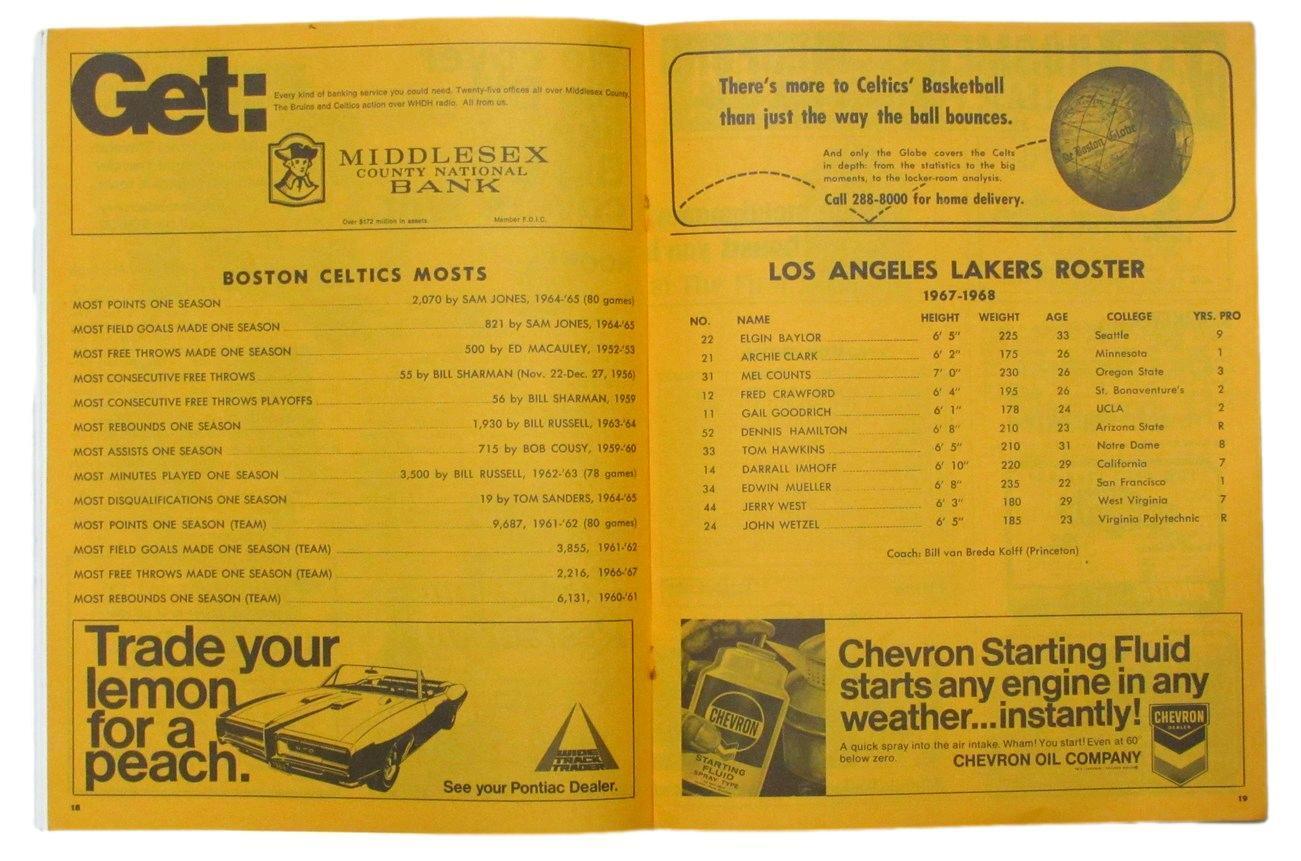 Get:
Every kind of banking service you could need. Twenty-five offices all over Middlesex County.
The Bruins and Celtics action over WHDH radio. All from us.
MIDDLESEX
COUNTY NATIONAL
BANK
Over $172 million in assets. Member F.D.I.C.
BOSTON CELTICS MOSTS
MOST POINTS ONE SEASON 2,070 by SAM JONES, 1964-'65 (80 games)
MOST FIELD GOALS MADE ONE SEASON 821 by SAM JONES, 1964-'65
MOST FREE THROWS MADE ONE SEASON 500 by ED MACAULEY, 1952-'53
MOST CONSECUTIVE FREE THROWS 55 by BILL SHARMAN (Nov. 22-Dec. 27, 1956)
MOST CONSECUTIVE FREE THROWS PLAYOFFS 56 by BILL SHARMAN, 1959
MOST REBOUNDS ONE SEASON 1,930 by BILL RUSSELL, 1963-'64
MOST ASSISTS ONE SEASON 715 by BOB COUSY, 1959-'60
MOST MINUTES PLAYED ONE SEASON 3,500 by BILL RUSSELL, 1962-'63 (78 games)
MOST DISQUALIFICATIONS ONE SEASON 19 by TOM SANDERS, 1964-'65
MOST POINTS ONE SEASON (TEAM) 9,687, 1961-'62 (80 games)
MOST FIELD GOALS MADE ONE SEASON (TEAM) 3,855, 1961-'62
MOST FREE THROWS MADE ONE SEASON (TEAM) 2,216, 1966-'67
MOST REBOUNDS ONE SEASON (TEAM) 6,131, 1960-'61
Trade your
lemon
for a
peach.
GTO
WIDE
TRACK
TRADER
See your Pontiac Dealer.
18
There's more to Celtics' Basketball
than just the way the ball bounces.
And only the Globe covers the Celts
in depth: from the statistics to the big
moments, to the locker-room analysis.
Call 288-8000 for home delivery.
The Boston Globe
LOS ANGELES LAKERS ROSTER
1967-1968
NO. NAME HEIGHT WEIGHT AGE COLLEGE YRS. PRO
22 ELGIN BAYLOR 6' 5" 225 33 Seattle 9
21 ARCHIE CLARK 6' 2" 175 26 Minnesota 1
31 MEL COUNTS 7' 0" 230 26 Oregon State 3
12 FRED CRAWFORD 6' 4" 195 26 St. Bonaventure's 2
11 GAIL GOODRICH 6' 1" 178 24 UCLA 2
52 DENNIS HAMILTON 6' 8" 210 23 Arizona State R
33 TOM HAWKINS 6' 5" 210 31 Notre Dame 8
14 DARRALL IMHOFF 6' 10" 220 29 California 7
34 EDWIN MUELLER 6' 8" 235 22 San Francisco 1
44 JERRY WEST 6' 3" 180 29 West Virginia 7
24 JOHN WETZEL 6' 5" 185 23 Virginia Polytechnic R
Coach: Bill van Breda Kolff (Princeton)
CHEVRON
STARTING
FLUID
SPRAY TYPE
Chevron Starting Fluid
starts any engine in any
weather...instantly!
A quick spray into the air intake. Wham! You start! Even at 60°
below zero.
CHEVRON OIL COMPANY
CHEVRON
DEALER
19